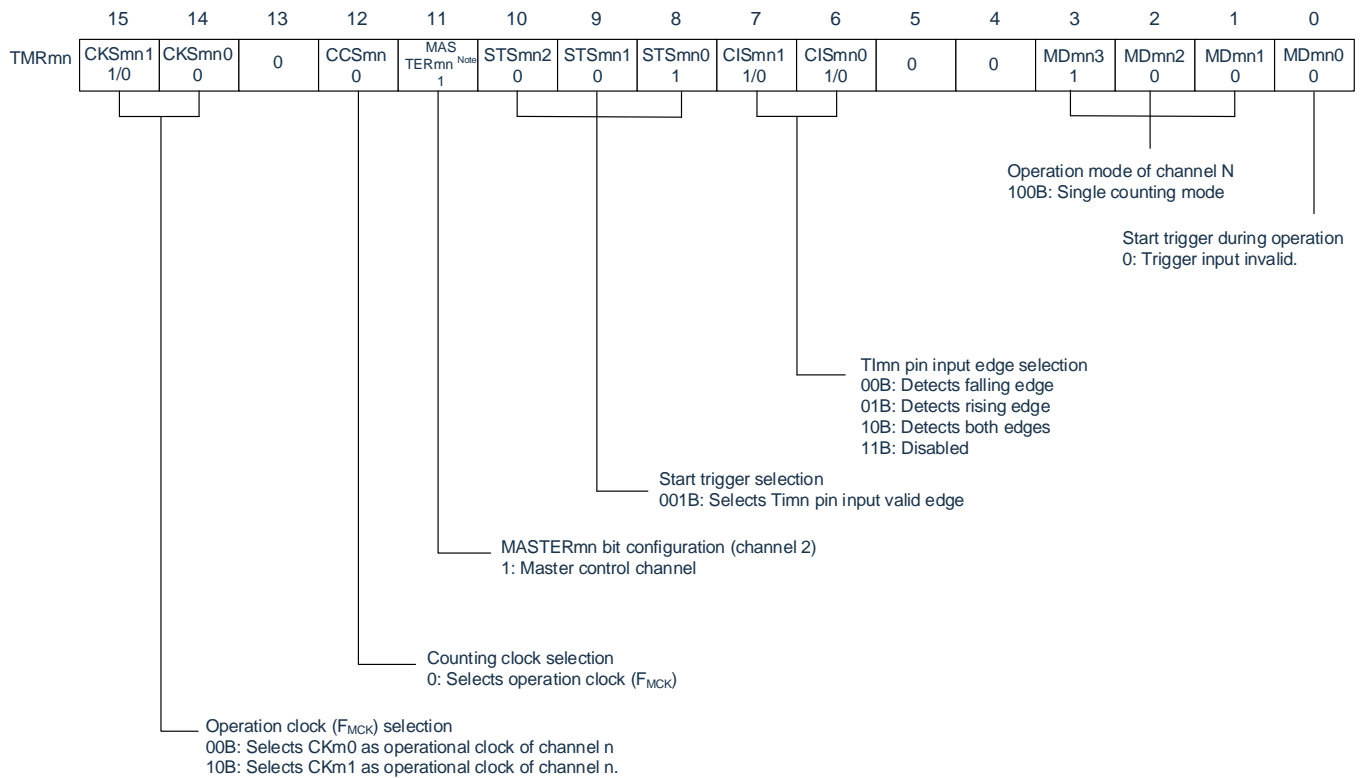 15 14 13 12 11 10 9 8 7 6 5 4 3 2 1 0
TMRmn CKSmn1 CKSmn0 0 CCSmn MAS STSmn2 STSmn1 STSmn0 CISmn1 CISmn0 0 0 MDmn3 MDmn2 MDmn1 MDmn0
TERmn Note
1/0 0 0 1 0 0 1 1/0 1/0 1 0 0 0
Operation mode of channel N
100B: Single counting mode
Start trigger during operation
0: Trigger input invalid.
TImn pin input edge selection
00B: Detects falling edge
01B: Detects rising edge
10B: Detects both edges
11B: Disabled
Start trigger selection
001B: Selects Timn pin input valid edge
MASTERmn bit configuration (channel 2)
1: Master control channel
Counting clock selection
0: Selects operation clock (FMCK)
Operation clock (FMCK) selection
00B: Selects CKm0 as operational clock of channel n
10B: Selects CKm1 as operational clock of channel n.